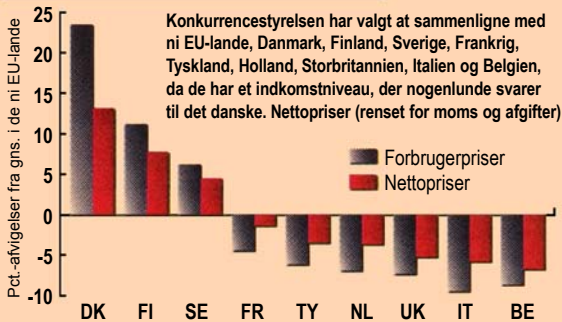 Pct.-afvigelser fra gns. i de ni EU-lande
25
20
15
10
5
0
-5
-10
Konkurrencestyrelsen har valgt at sammenligne med
ni EU-lande, Danmark, Finland, Sverige, Frankrig,
Tyskland, Holland, Storbritannien, Italien og Belgien,
da de har et indkomstniveau, der nogenlunde svarer
til det danske. Nettopriser (renset for moms og afgifter)
Forbrugerpriser
Nettopriser
DK FI SE FR TY NL UK IT BE